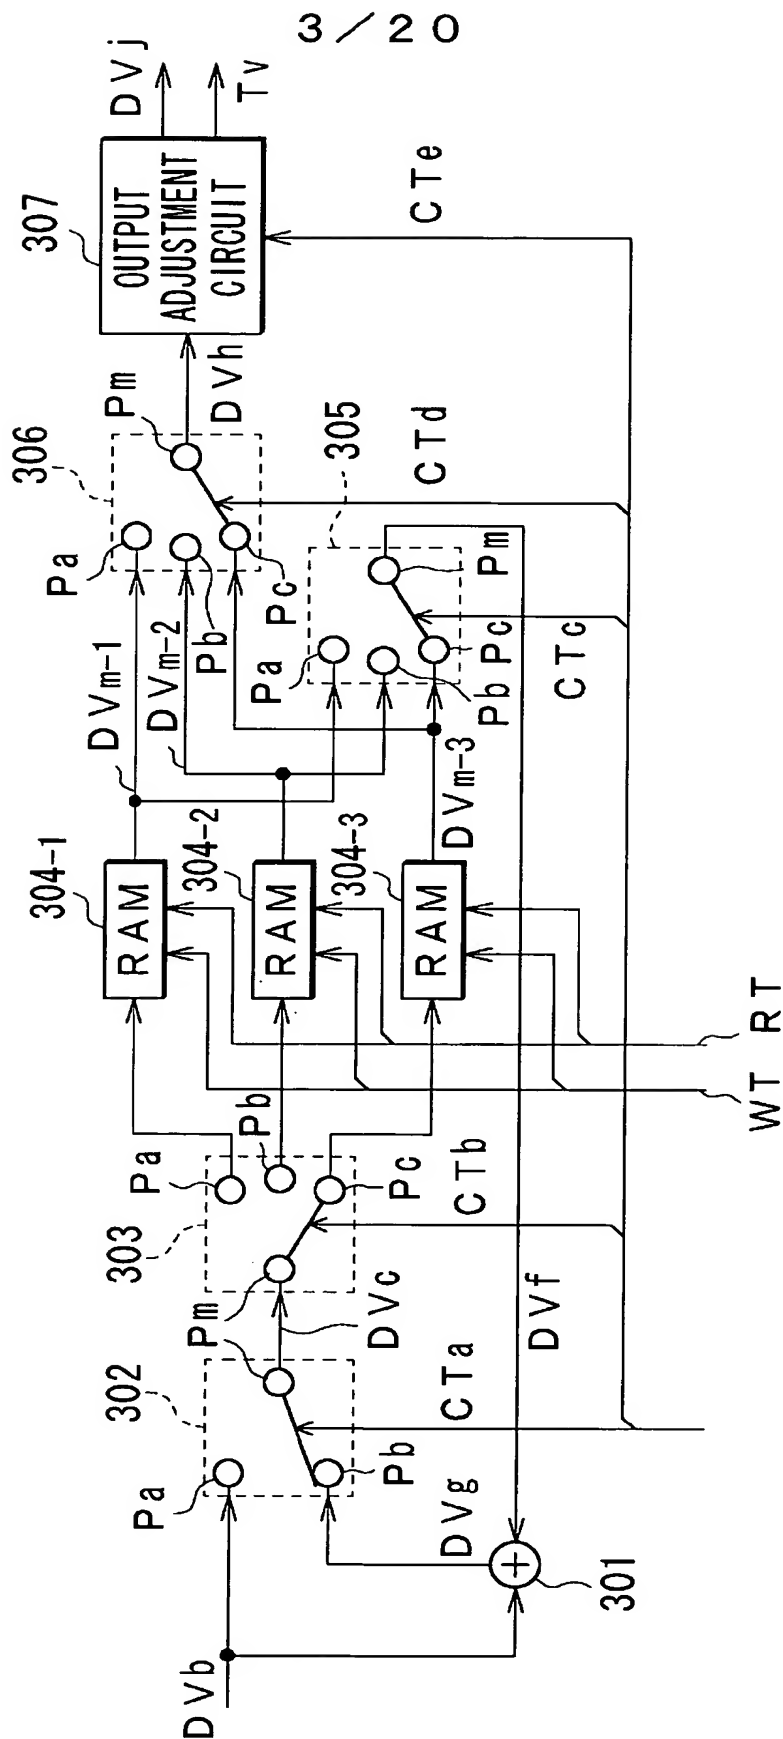 3/20
DVb
DVg
301
Pa
Pb
302
Pm
CTa
DVc
DVf
303
Pm
Pa
Pb
Pc
CTb
WT
RT
304-1
RAM
304-2
RAM
304-3
RAM
DVm-1
DVm-2
DVm-3
Pa
Pb
Pc
Pm
305
CTc
Pa
Pb
Pc
Pm
306
CTd
DVh
307
OUTPUT
ADJUSTMENT
CIRCUIT
CTe
DVj
Tv